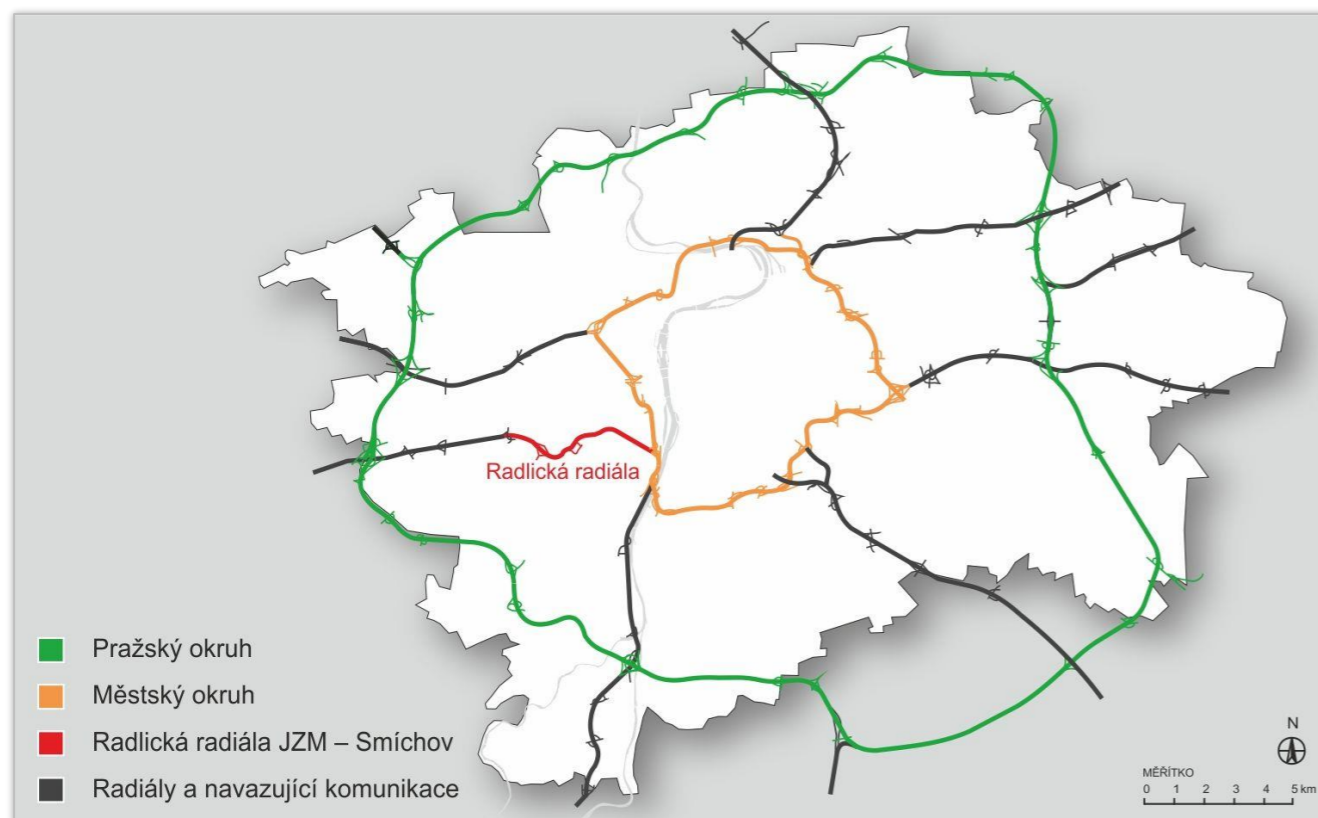 Radlická radiála
Pražský okruh
Městský okruh
Radlická radiála JZM – Smíchov
Radiály a navazující komunikace
N
MĚŘÍTKO
0 1 2 3 4 5 km